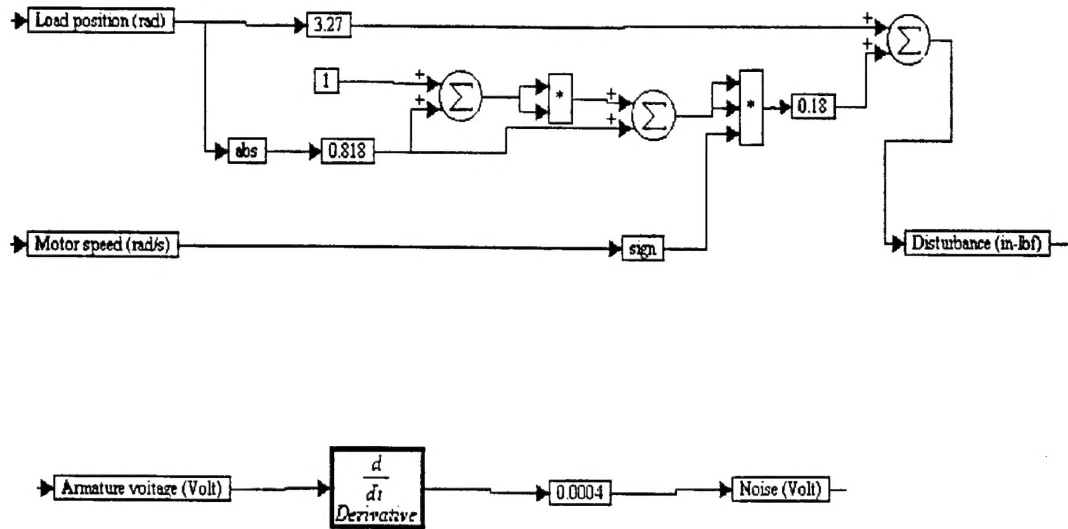 Load position (rad)
3.27
+
Σ
+
1
+
Σ
+
*
+
Σ
+
*
0.18
abs
0.818
Motor speed (rad/s)
sign
Disturbance (in-lbf)
Armature voltage (Volt)
d
dt
Derivative
0.0004
Noise (Volt)